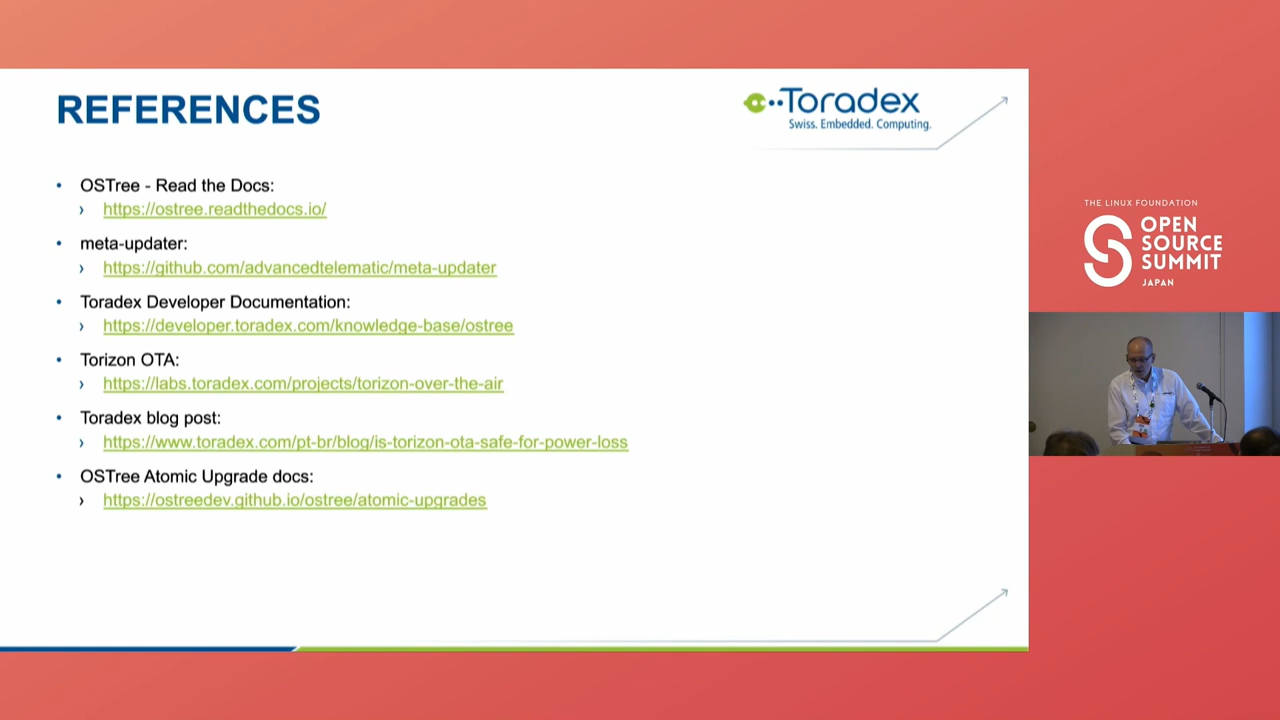 REFERENCES
Toradex
Swiss. Embedded. Computing.
• OSTree - Read the Docs:
› https://ostree.readthedocs.io/
• meta-updater:
› https://github.com/advancedtelematic/meta-updater
• Toradex Developer Documentation:
› https://developer.toradex.com/knowledge-base/ostree
• Torizon OTA:
› https://labs.toradex.com/projects/torizon-over-the-air
• Toradex blog post:
› https://www.toradex.com/pt-br/blog/is-torizon-ota-safe-for-power-loss
• OSTree Atomic Upgrade docs:
› https://ostreedev.github.io/ostree/atomic-upgrades
THE LINUX FOUNDATION
OPEN
SOURCE
SUMMIT
JAPAN